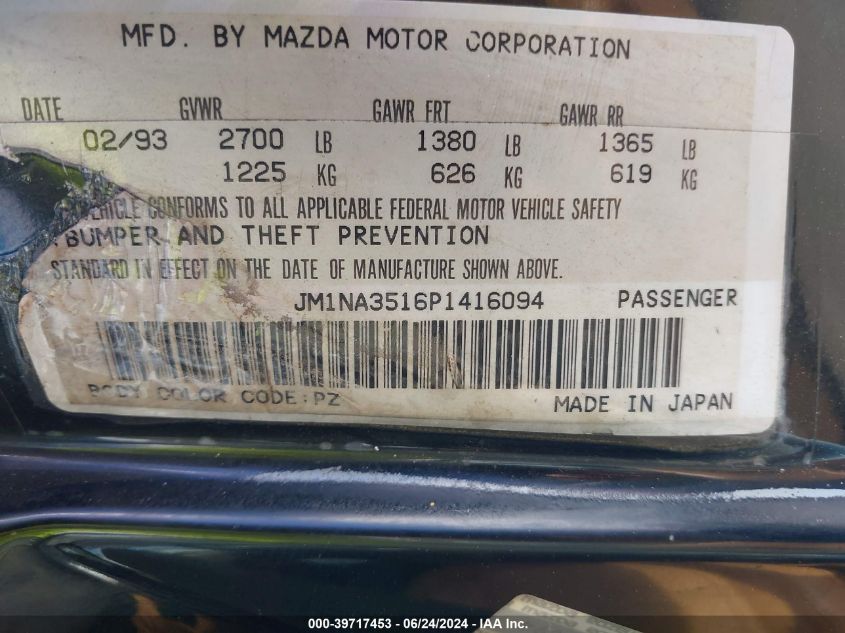 MFD. BY MAZDA MOTOR CORPORATION
DATE GVWR GAWR FRT GAWR RR
02/93 2700 LB 1380 LB 1365 LB
1225 KG 626 KG 619 KG
VEHICLE CONFORMS TO ALL APPLICABLE FEDERAL MOTOR VEHICLE SAFETY
BUMPER AND THEFT PREVENTION
STANDARD IN EFFECT ON THE DATE OF MANUFACTURE SHOWN ABOVE.
JM1NA3516P1416094 PASSENGER
BODY COLOR CODE:PZ MADE IN JAPAN
000-39717453 - 06/24/2024 - IAA Inc.